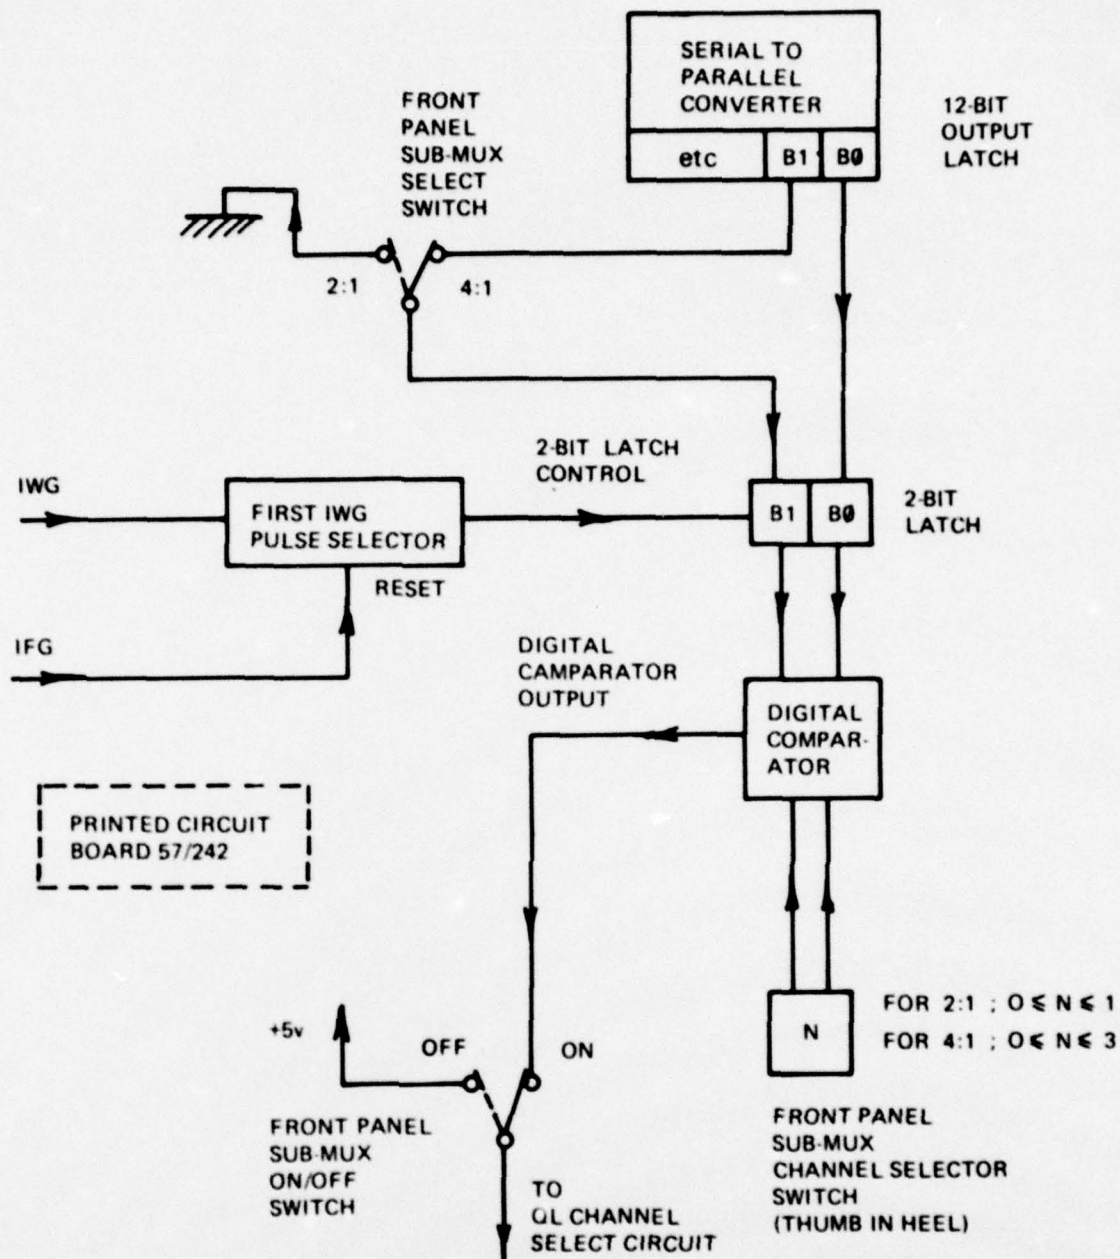 SERIAL TO
PARALLEL
CONVERTER
etc
B1
BØ
12-BIT
OUTPUT
LATCH
FRONT
PANEL
SUB-MUX
SELECT
SWITCH
2:1
4:1
IWG
FIRST IWG
PULSE SELECTOR
RESET
2-BIT LATCH
CONTROL
B1
BØ
2-BIT
LATCH
IFG
DIGITAL
CAMPARATOR
OUTPUT
DIGITAL
COMPAR-
ATOR
PRINTED CIRCUIT
BOARD 57/242
N
FOR 2:1 ; O ⩽ N ⩽ 1
FOR 4:1 ; O ⩽ N ⩽ 3
+5v
OFF
ON
FRONT PANEL
SUB-MUX
ON/OFF
SWITCH
FRONT PANEL
SUB-MUX
CHANNEL SELECTOR
SWITCH
(THUMB IN HEEL)
TO
QL CHANNEL
SELECT CIRCUIT